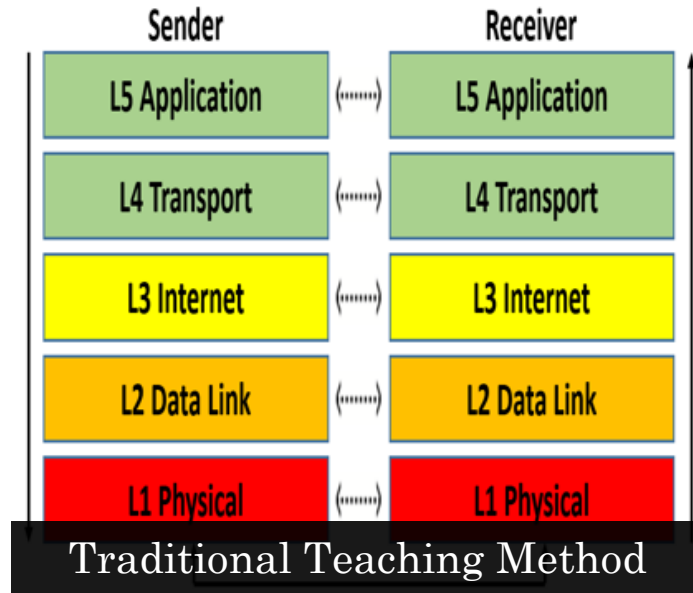 Sender Receiver
L5 Application L5 Application
L4 Transport L4 Transport
L3 Internet L3 Internet
L2 Data Link L2 Data Link
L1 Physical L1 Physical
Traditional Teaching Method